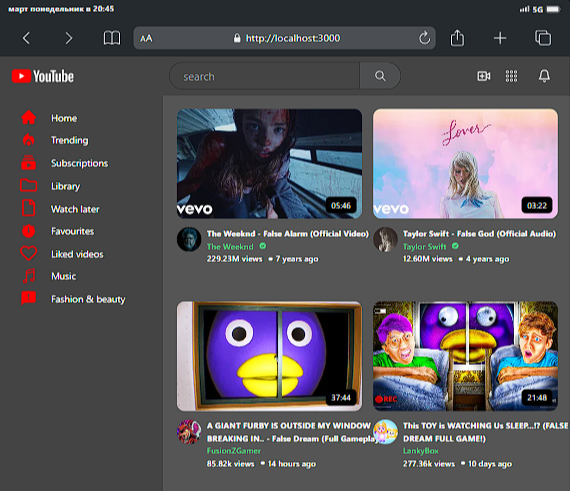 март понедельник в 20:45
5G
AA
http://localhost:3000
YouTube
search
Home
Trending
Subscriptions
Library
Watch later
Favourites
Liked videos
Music
Fashion & beauty
vevo
05:46
The Weeknd - False Alarm (Official Video)
The Weeknd
229.23M views • 7 years ago
Lover
vevo
03:22
Taylor Swift - False God (Official Audio)
Taylor Swift
12.60M views • 4 years ago
37:44
A GIANT FURBY IS OUTSIDE MY WINDOW
BREAKING IN.. - False Dream (Full Gameplay
FusionZGamer
85.82k views • 14 hours ago
REC
21:48
This TOY is WATCHING Us SLEEP...!? (FALSE
DREAM FULL GAME!)
LankyBox
277.36k views • 10 days ago